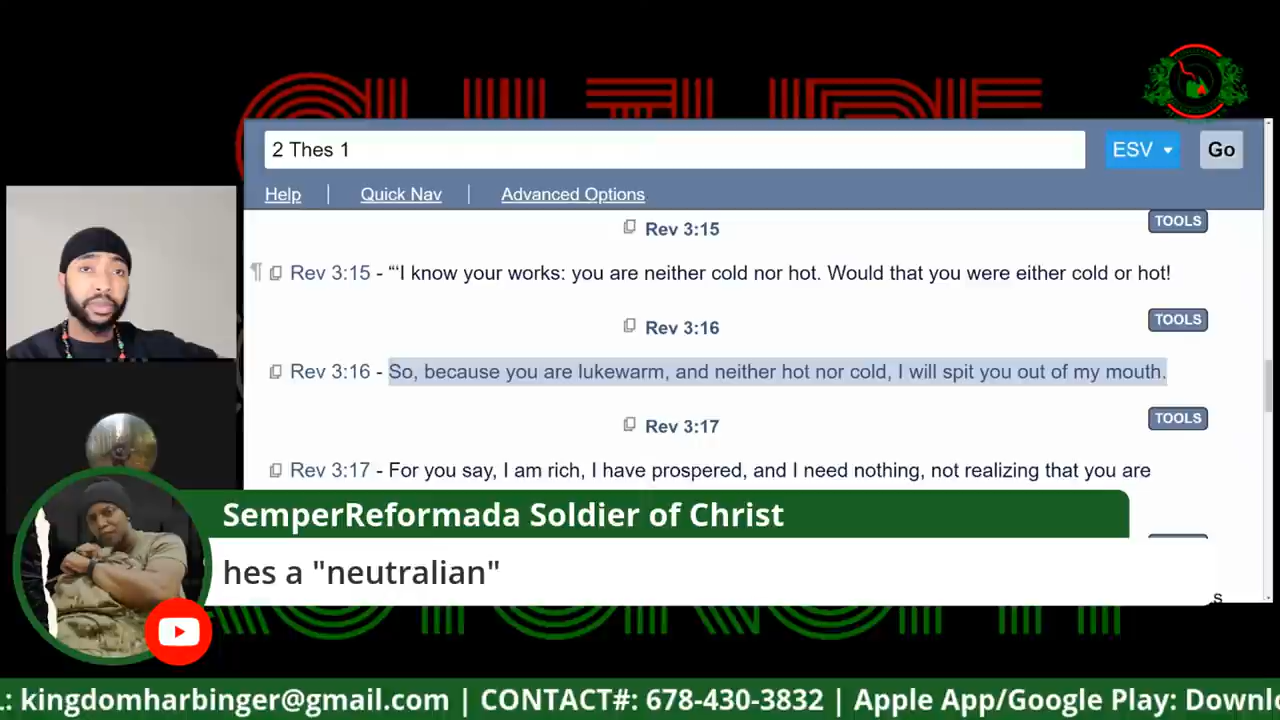 2 Thes 1
ESV
Go
Help | Quick Nav | Advanced Options
Rev 3:15
TOOLS
¶ Rev 3:15 - “‘I know your works: you are neither cold nor hot. Would that you were either cold or hot!
Rev 3:16
TOOLS
Rev 3:16 - So, because you are lukewarm, and neither hot nor cold, I will spit you out of my mouth.
Rev 3:17
TOOLS
Rev 3:17 - For you say, I am rich, I have prospered, and I need nothing, not realizing that you are
SemperReformada Soldier of Christ
hes a "neutralian"
.: kingdomharbinger@gmail.com | CONTACT#: 678-430-3832 | Apple App/Google Play: Downlo